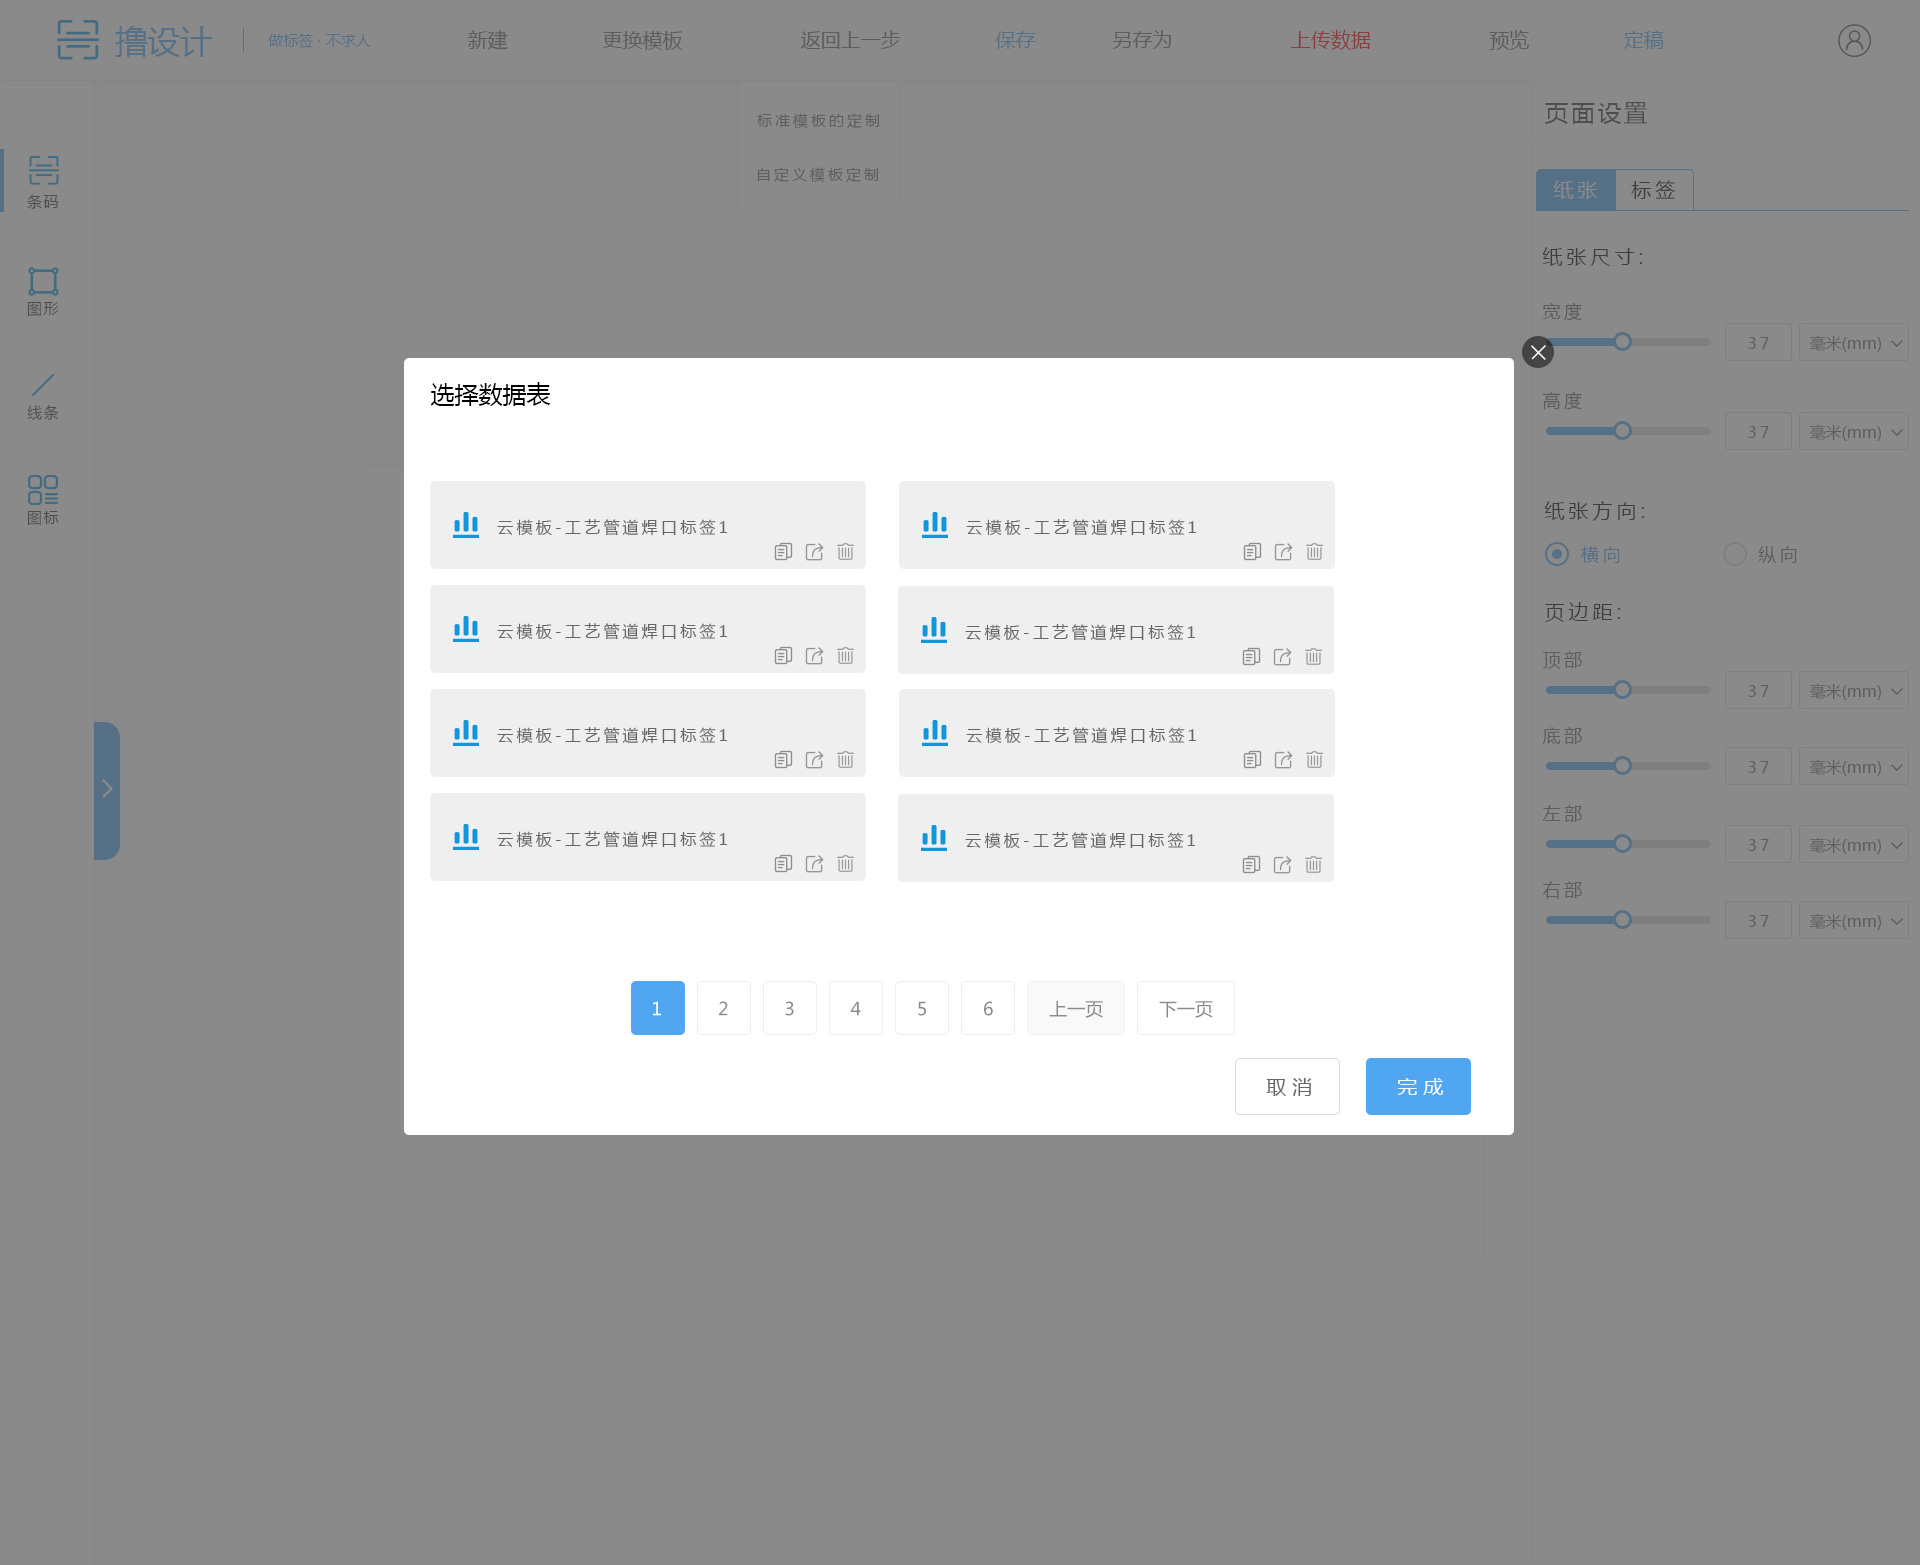 撸设计
做标签 · 不求人
新建
更换模板
返回上一步
保存
另存为
上传数据
预览
定稿
标准模板的定制
自定义模板定制
条码
图形
线条
图标
页面设置
纸张
标签
纸张尺寸:
宽度
37
毫米(mm)
高度
37
毫米(mm)
纸张方向:
横向
纵向
页边距:
顶部
37
毫米(mm)
底部
37
毫米(mm)
左部
37
毫米(mm)
右部
37
毫米(mm)
选择数据表
云模板-工艺管道焊口标签1
云模板-工艺管道焊口标签1
云模板-工艺管道焊口标签1
云模板-工艺管道焊口标签1
云模板-工艺管道焊口标签1
云模板-工艺管道焊口标签1
云模板-工艺管道焊口标签1
云模板-工艺管道焊口标签1
1
2
3
4
5
6
上一页
下一页
取消
完成